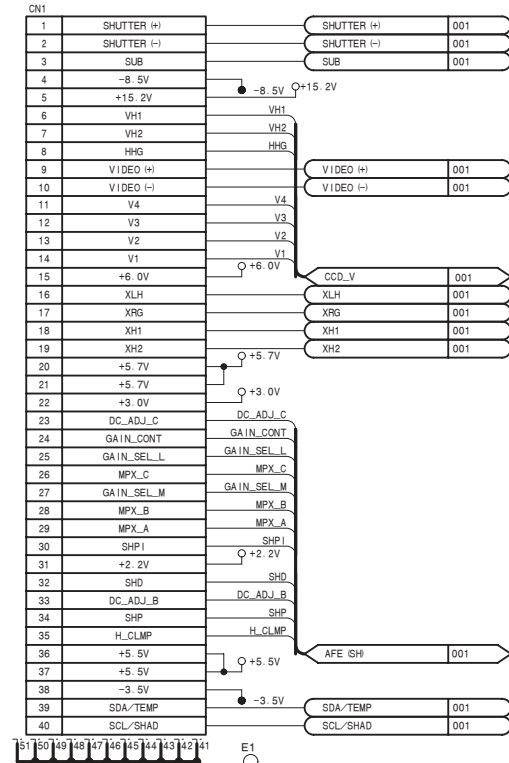 CN1
1 SHUTTER (+) SHUTTER (+) 001
2 SHUTTER (-) SHUTTER (-) 001
3 SUB SUB 001
4 -8.5V -8.5V
5 +15.2V +15.2V
6 VH1 VH1
7 VH2 VH2
8 HHG HHG
9 VIDEO (+) VIDEO (+) 001
10 VIDEO (-) VIDEO (-) 001
11 V4 V4
12 V3 V3
13 V2 V2
14 V1 V1
15 +6.0V +6.0V CCD_V 001
16 XLH XLH 001
17 XRG XRG 001
18 XH1 XH1 001
19 XH2 XH2 001
20 +5.7V +5.7V
21 +5.7V
22 +3.0V +3.0V
23 DC_ADJ_C DC_ADJ_C
24 GAIN_CONT GAIN_CONT
25 GAIN_SEL_L GAIN_SEL_L
26 MPX_C MPX_C
27 GAIN_SEL_M GAIN_SEL_M
28 MPX_B MPX_B
29 MPX_A MPX_A
30 SHPI SHPI
31 +2.2V +2.2V
32 SHD SHD
33 DC_ADJ_B DC_ADJ_B
34 SHP SHP
35 H_CLMP H_CLMP
36 +5.5V AFE (SH) 001
37 +5.5V +5.5V
38 -3.5V -3.5V
39 SDA/TEMP SDA/TEMP 001
40 SCL/SHAD SCL/SHAD 001
51 50 49 48 47 46 45 44 43 42 41 E1